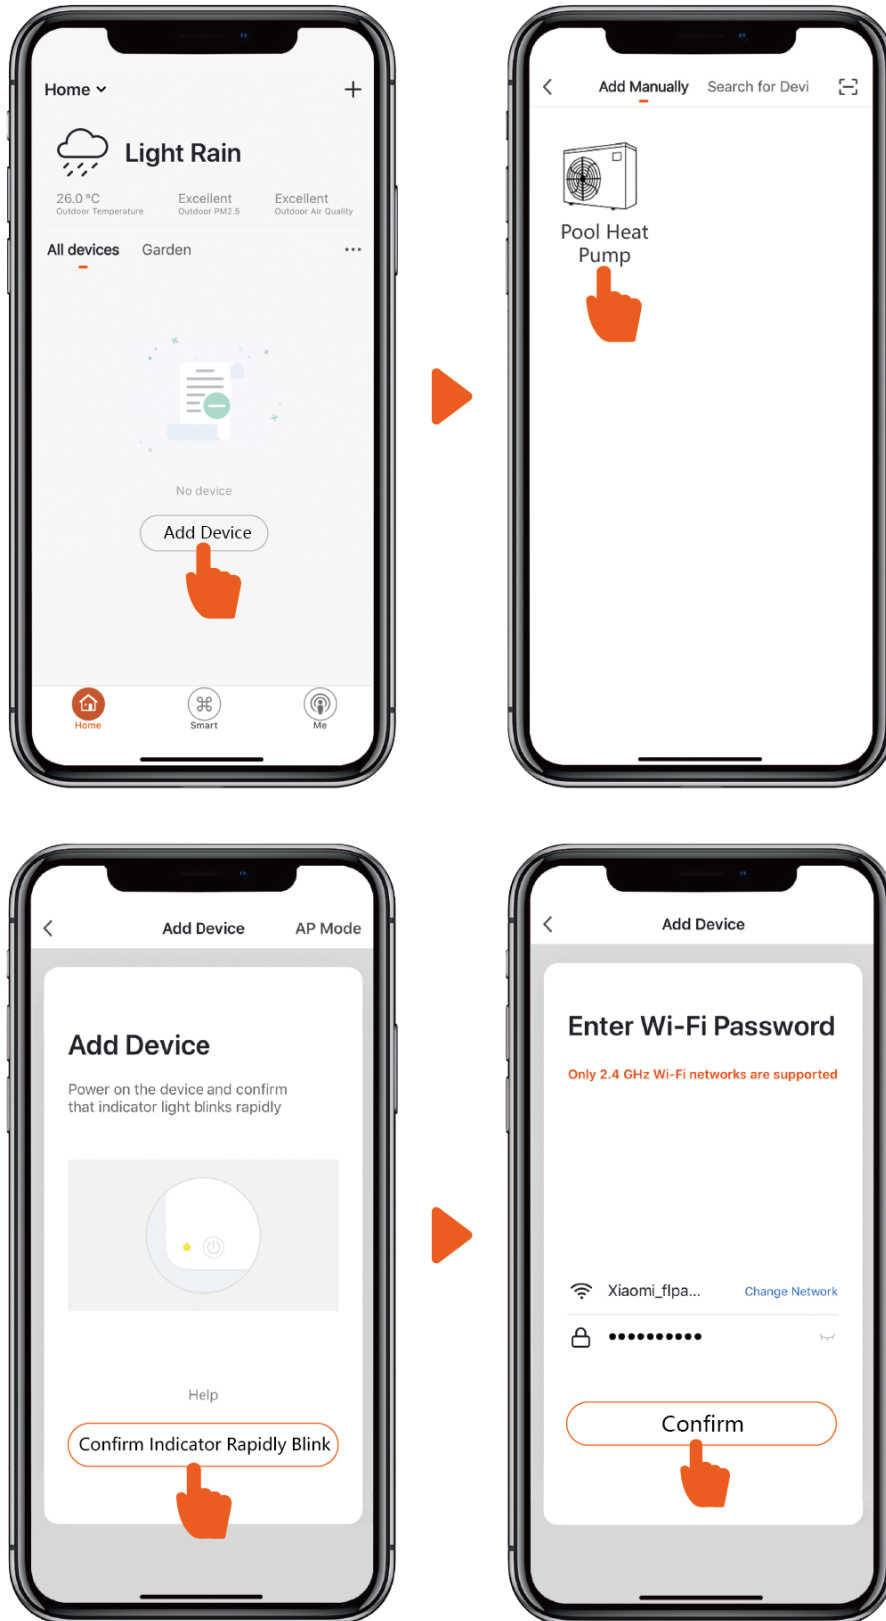 Home
Light Rain
26.0 °C Excellent Excellent
Outdoor Temperature Outdoor PM2.5 Outdoor Air Quality
All devices Garden
No device
Add Device
Home Smart Me
Add Manually Search for Devi
Pool Heat
Pump
Add Device AP Mode
Add Device
Power on the device and confirm
that indicator light blinks rapidly
Help
Confirm Indicator Rapidly Blink
Add Device
Enter Wi-Fi Password
Only 2.4 GHz Wi-Fi networks are supported
Xiaomi_flpa... Change Network
Confirm